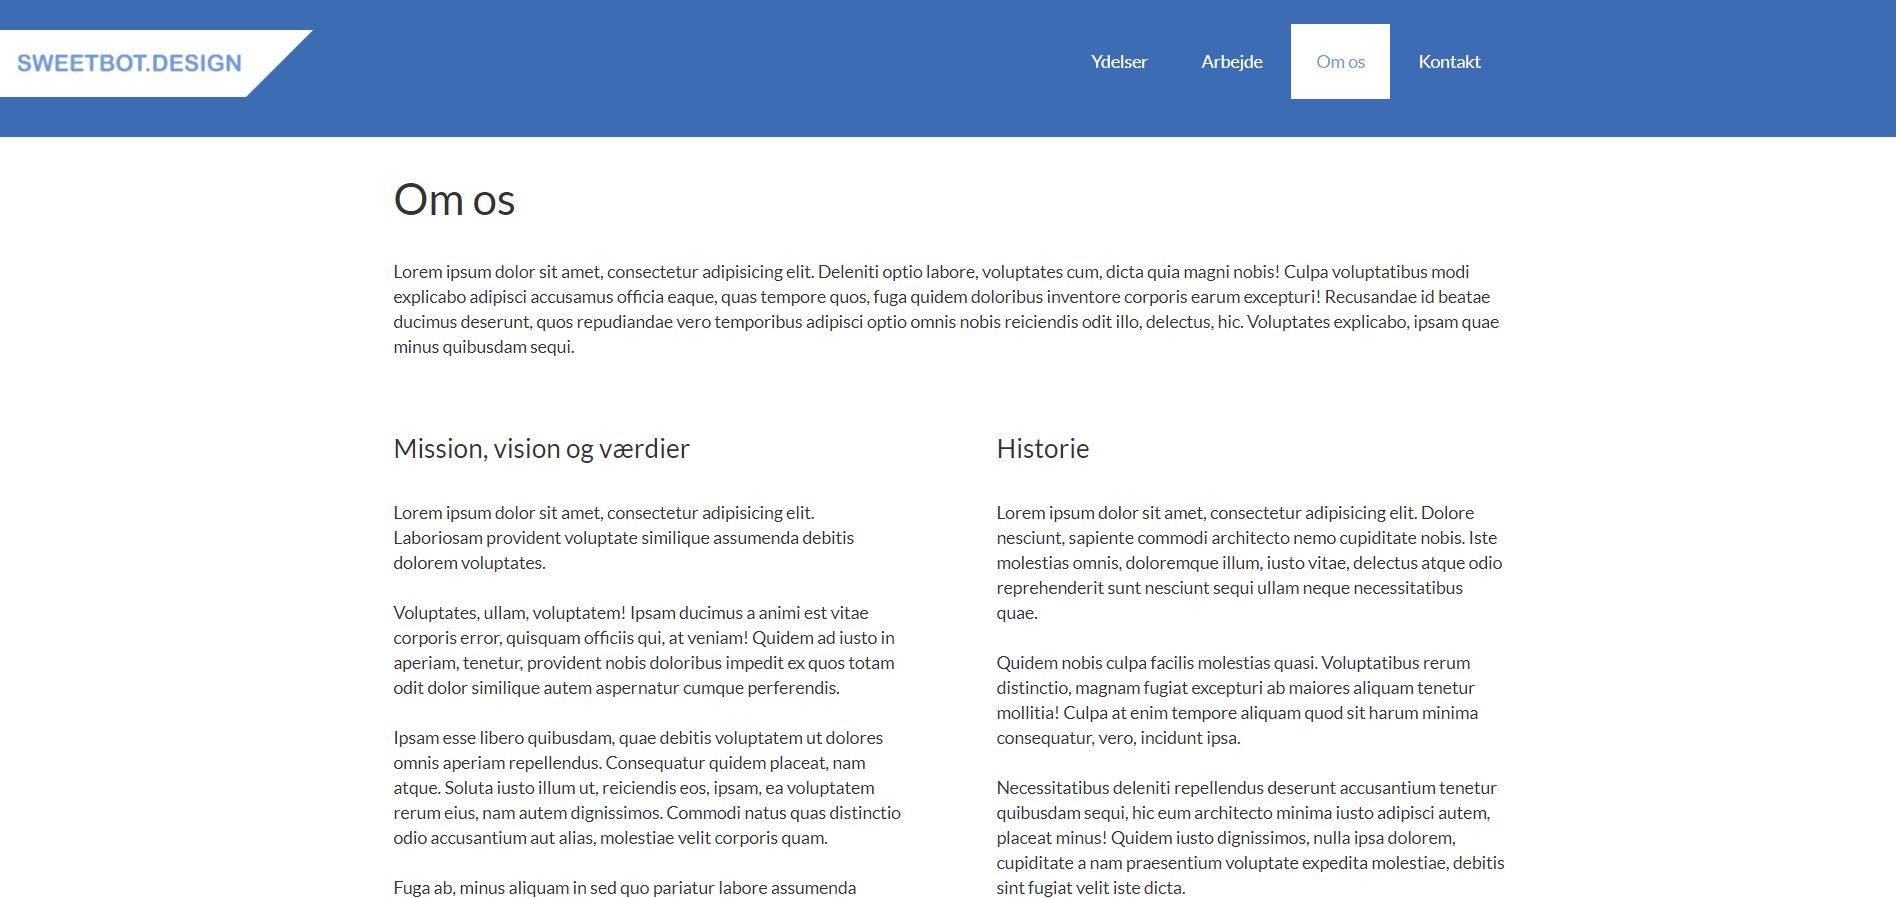 SWEETBOT.DESIGN
Ydelser
Arbejde
Om os
Kontakt
Om os
Lorem ipsum dolor sit amet, consectetur adipisicing elit. Deleniti optio labore, voluptates cum, dicta quia magni nobis! Culpa voluptatibus modi
explicabo adipisci accusamus officia eaque, quas tempore quos, fuga quidem doloribus inventore corporis earum excepturi! Recusandae id beatae
ducimus deserunt, quos repudiandae vero temporibus adipisci optio omnis nobis reiciendis odit illo, delectus, hic. Voluptates explicabo, ipsam quae
minus quibusdam sequi.
Mission, vision og værdier
Lorem ipsum dolor sit amet, consectetur adipisicing elit.
Laboriosam provident voluptate similique assumenda debitis
dolorem voluptates.
Voluptates, ullam, voluptatem! Ipsam ducimus a animi est vitae
corporis error, quisquam officiis qui, at veniam! Quidem ad iusto in
aperiam, tenetur, provident nobis doloribus impedit ex quos totam
odit dolor similique autem aspernatur cumque perferendis.
Ipsam esse libero quibusdam, quae debitis voluptatem ut dolores
omnis aperiam repellendus. Consequatur quidem placeat, nam
atque. Soluta iusto illum ut, reiciendis eos, ipsam, ea voluptatem
rerum eius, nam autem dignissimos. Commodi natus quas distinctio
odio accusantium aut alias, molestiae velit corporis quam.
Fuga ab, minus aliquam in sed quo pariatur labore assumenda
Historie
Lorem ipsum dolor sit amet, consectetur adipisicing elit. Dolore
nesciunt, sapiente commodi architecto nemo cupiditate nobis. Iste
molestias omnis, doloremque illum, iusto vitae, delectus atque odio
reprehenderit sunt nesciunt sequi ullam neque necessitatibus
quae.
Quidem nobis culpa facilis molestias quasi. Voluptatibus rerum
distinctio, magnam fugiat excepturi ab maiores aliquam tenetur
mollitia! Culpa at enim tempore aliquam quod sit harum minima
consequatur, vero, incidunt ipsa.
Necessitatibus deleniti repellendus deserunt accusantium tenetur
quibusdam sequi, hic eum architecto minima iusto adipisci autem,
placeat minus! Quidem iusto dignissimos, nulla ipsa dolorem,
cupiditate a nam praesentium voluptate expedita molestiae, debitis
sint fugiat velit iste dicta.